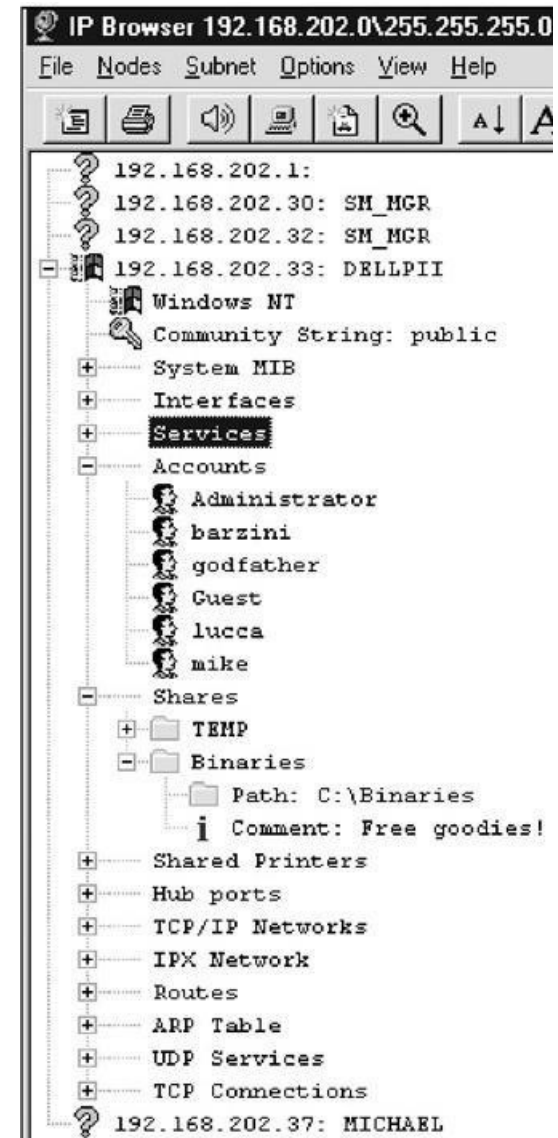 IP Browser 192.168.202.0\255.255.255.0
File Nodes Subnet Options View Help
A A
192.168.202.1:
192.168.202.30: SM_MGR
192.168.202.32: SM_MGR
192.168.202.33: DELLPII
Windows NT
Community String: public
System MIB
Interfaces
Services
Accounts
Administrator
barzini
godfather
Guest
lucca
mike
Shares
TEMP
Binaries
Path: C:\Binaries
i Comment: Free goodies!
Shared Printers
Hub ports
TCP/IP Networks
IPX Network
Routes
ARP Table
UDP Services
TCP Connections
192.168.202.37: MICHAEL